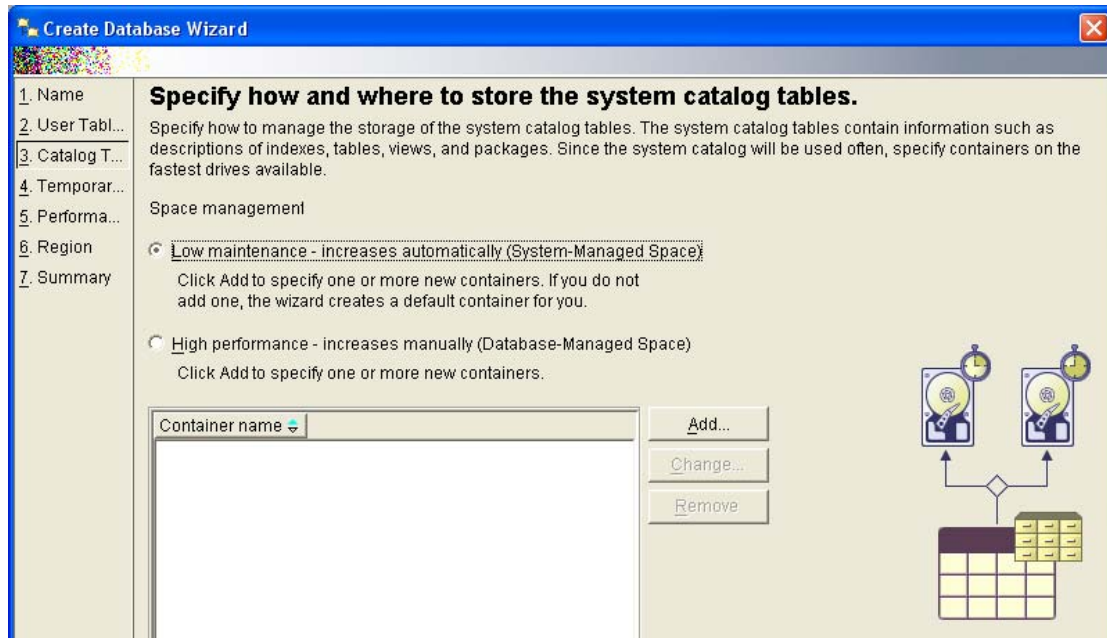 Create Database Wizard
1. Name
2. User Tabl...
3. Catalog T...
4. Temporar...
5. Performa...
6. Region
7. Summary
Specify how and where to store the system catalog tables.
Specify how to manage the storage of the system catalog tables. The system catalog tables contain information such as
descriptions of indexes, tables, views, and packages. Since the system catalog will be used often, specify containers on the
fastest drives available.
Space management
Low maintenance - increases automatically (System-Managed Space)
Click Add to specify one or more new containers. If you do not
add one, the wizard creates a default container for you.
High performance - increases manually (Database-Managed Space)
Click Add to specify one or more new containers.
Container name
Add...
Change...
Remove